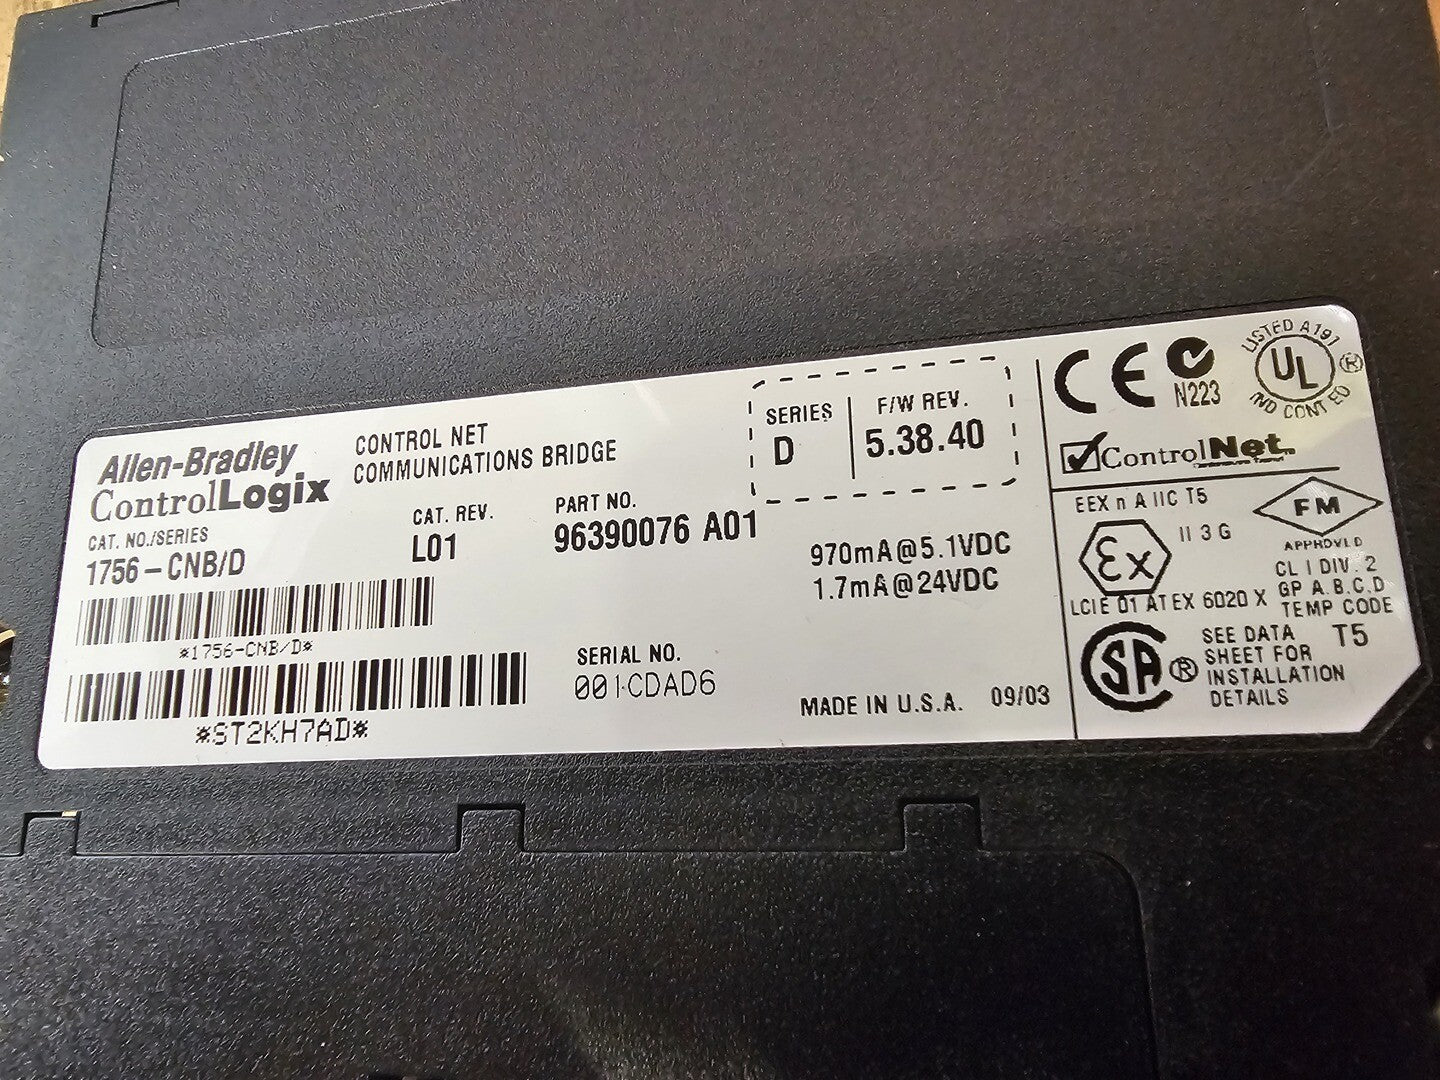 Allen-Bradley
ControlLogix
CONTROL NET
COMMUNICATIONS BRIDGE
SERIES
D
F/W REV.
5.38.40
CAT. NO./SERIES
1756-CNB/D
CAT. REV.
L01
PART NO.
96390076 A01
970mA@5.1VDC
1.7mA@24VDC
*1756-CNB/D*
*ST2KH7AD*
SERIAL NO.
001CDAD6
MADE IN U.S.A. 09/03
CE
N223
LISTED A197
UL ®
IND CONT EQ
ControlNet
EEX n A IIC T5
Ex
II 3 G
LCIE 01 ATEX 6020 X
FM
APPROVED
CL I DIV. 2
GP A.B.C.D
TEMP CODE
T5
SA ®
SEE DATA
SHEET FOR
INSTALLATION
DETAILS